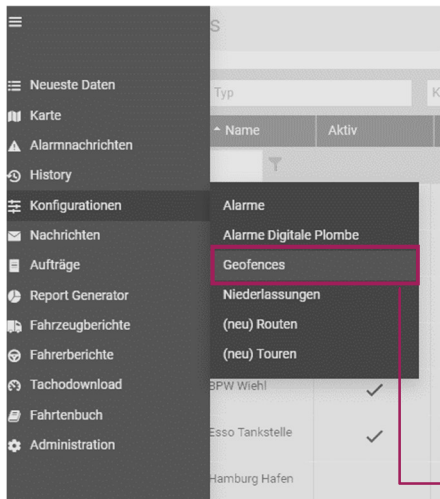 S
Neueste Daten
Typ
K
Karte
Name
Aktiv
Alarmnachrichten
History
Konfigurationen
Alarme
Nachrichten
Alarme Digitale Plombe
Aufträge
Geofences
Report Generator
Niederlassungen
Fahrzeugberichte
(neu) Routen
Fahrerberichte
(neu) Touren
Tachodownload
BPW Wiehl
Fahrtenbuch
Esso Tankstelle
Administration
Hamburg Hafen